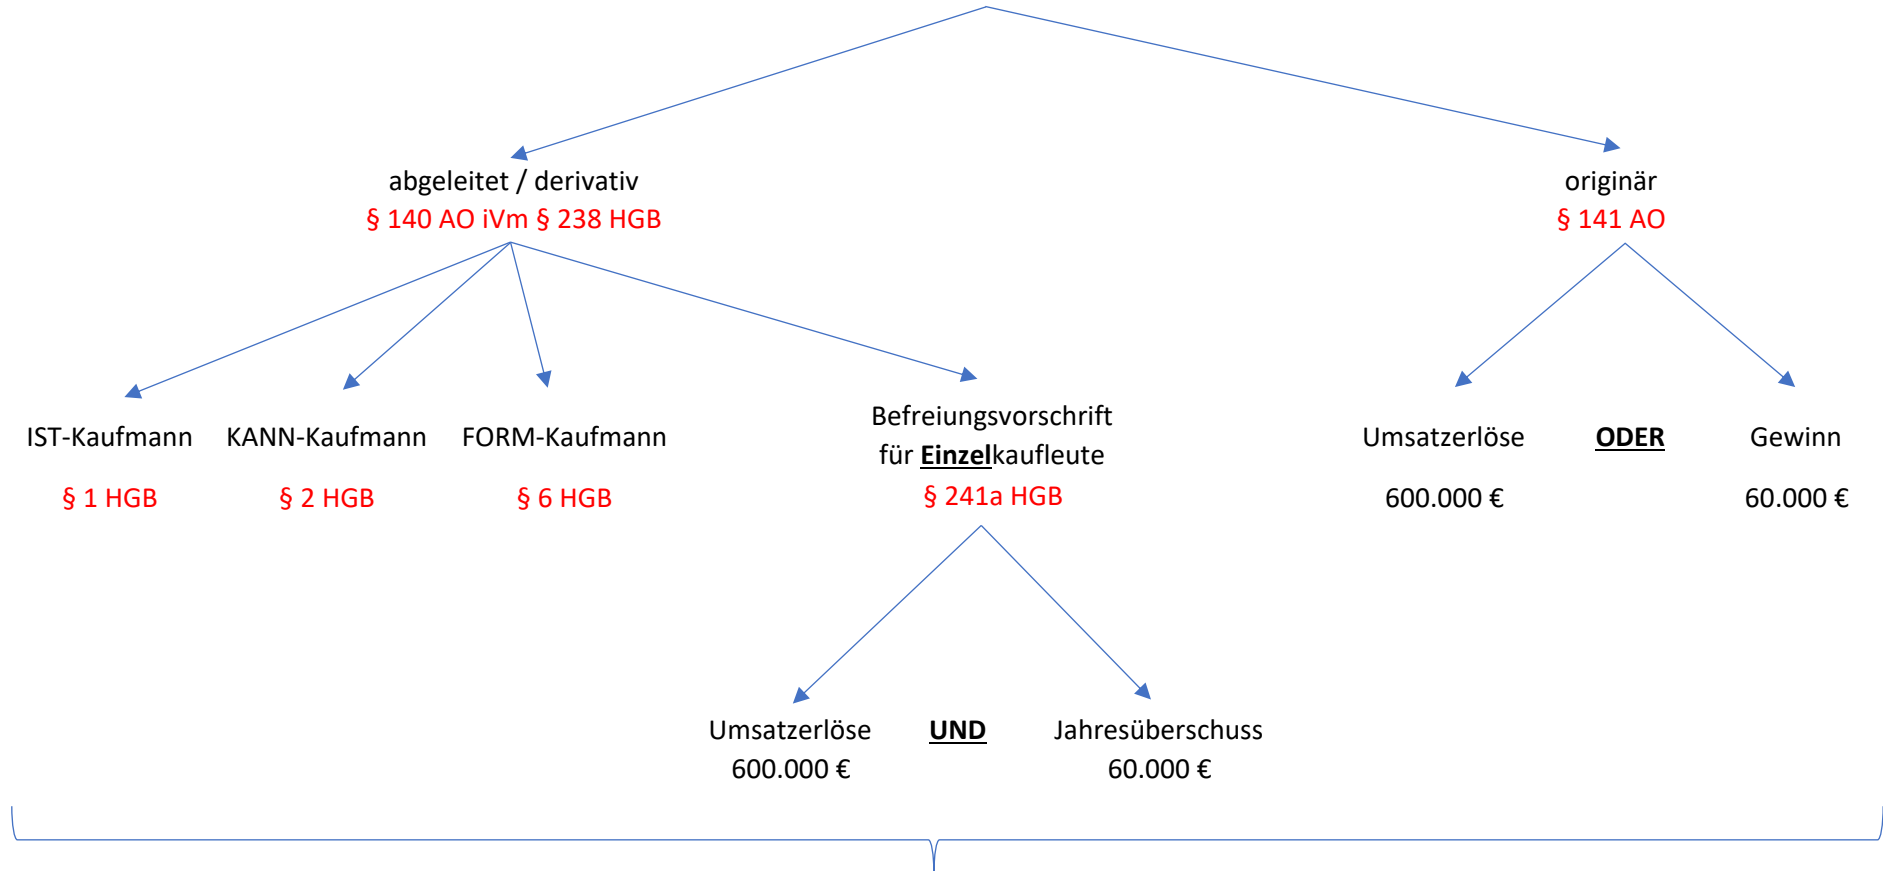 abgeleitet / derivativ
§ 140 AO iVm § 238 HGB
originär
§ 141 AO
IST-Kaufmann
§ 1 HGB
KANN-Kaufmann
§ 2 HGB
FORM-Kaufmann
§ 6 HGB
Befreiungsvorschrift
für Einzelkaufleute
§ 241a HGB
Umsatzerlöse
600.000 €
ODER
Gewinn
60.000 €
Umsatzerlöse
600.000 €
UND
Jahresüberschuss
60.000 €